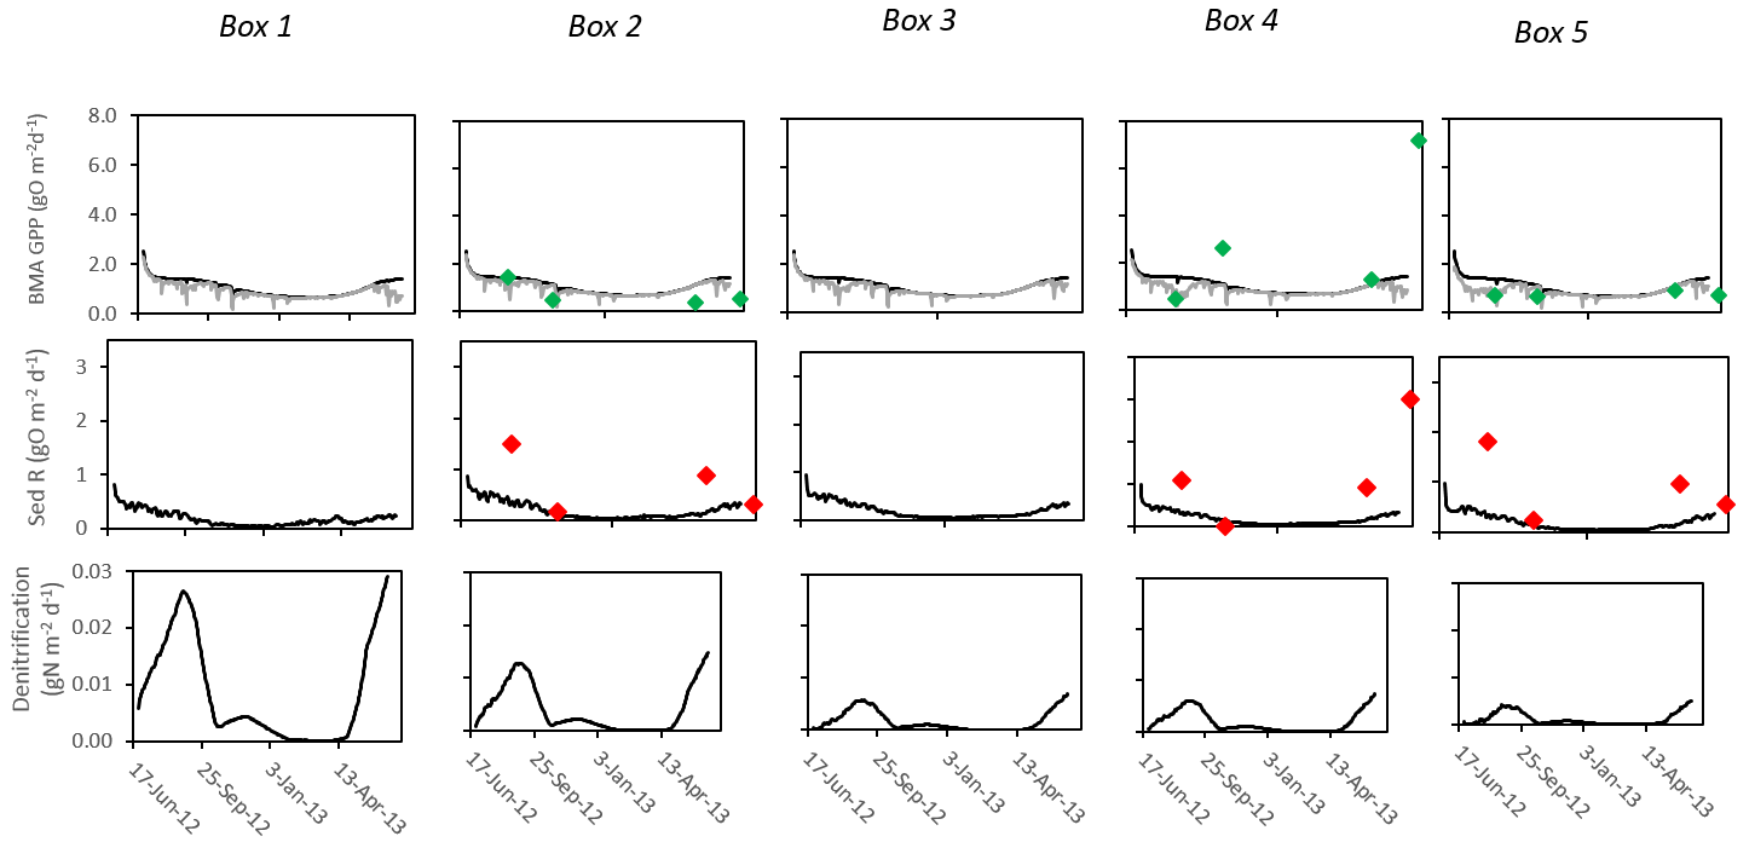 Box 1
Box 2
Box 3
Box 4
Box 5
BMA GPP (gO m⁻²d⁻¹)
8.0
6.0
4.0
2.0
0.0
Sed R (gO m⁻² d⁻¹)
3
2
1
0
Denitrification
(gN m⁻² d⁻¹)
0.03
0.02
0.01
0.00
17-Jun-12
25-Sep-12
3-Jan-13
13-Apr-13
17-Jun-12
25-Sep-12
3-Jan-13
13-Apr-13
17-Jun-12
25-Sep-12
3-Jan-13
13-Apr-13
17-Jun-12
25-Sep-12
3-Jan-13
13-Apr-13
17-Jun-12
25-Sep-12
3-Jan-13
13-Apr-13